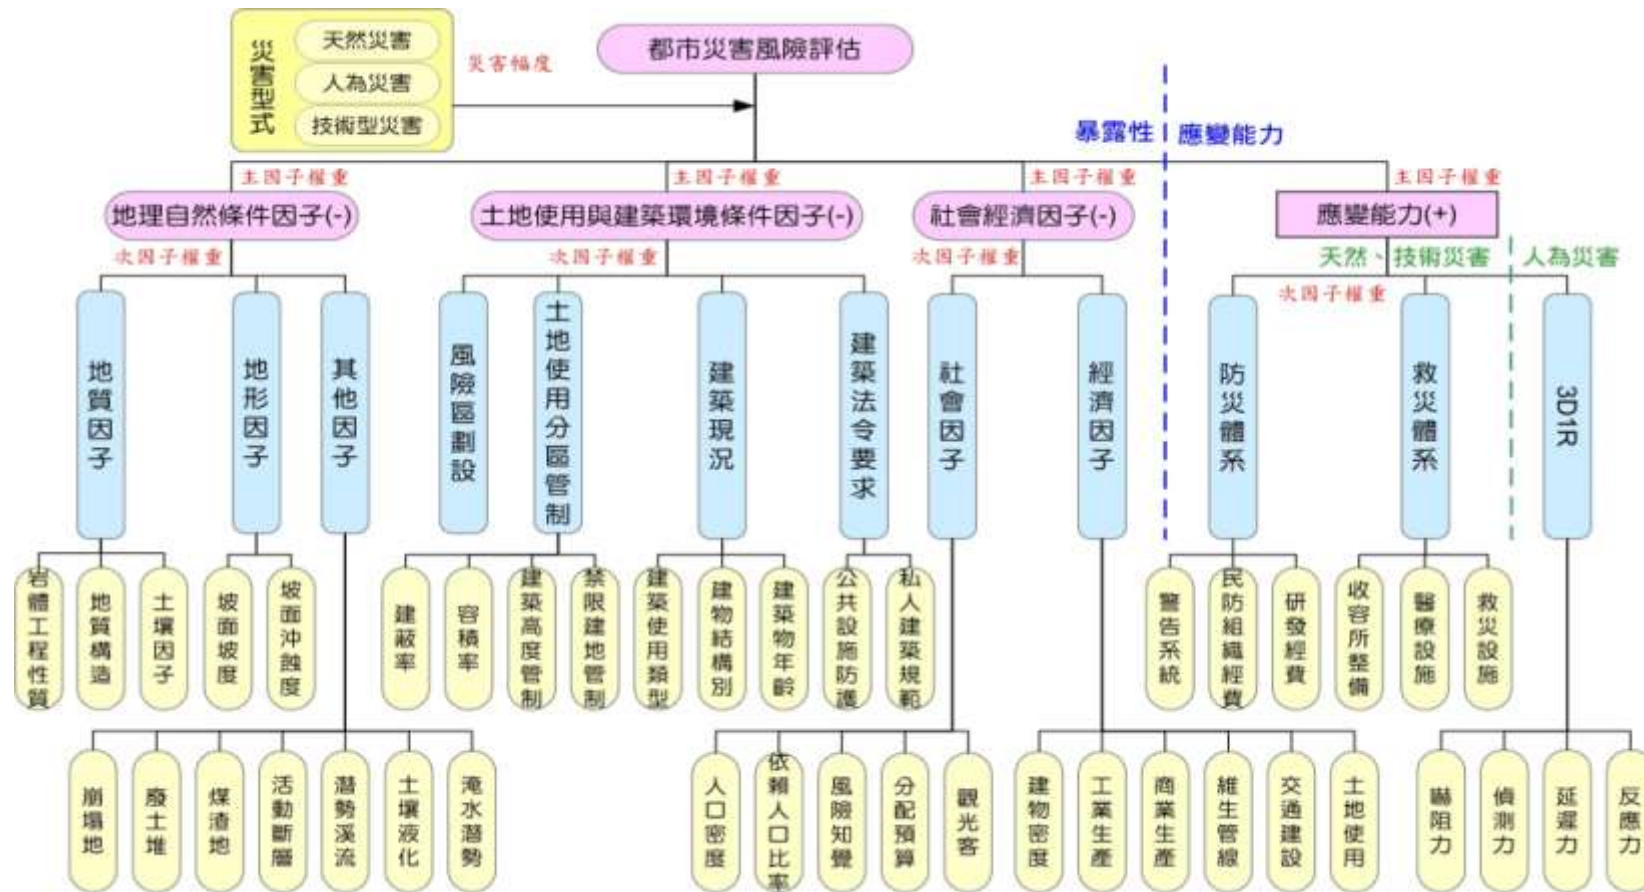 災害型式
天然災害
人為災害
技術型災害
災害幅度
都市災害風險評估
暴露性
應變能力
主因子權重
主因子權重
主因子權重
主因子權重
地理自然條件因子(-)
土地使用與建築環境條件因子(-)
社會經濟因子(-)
應變能力(+)
次因子權重
次因子權重
次因子權重
天然、技術災害
人為災害
次因子權重
地質因子
地形因子
其他因子
風險區劃設
土地使用分區管制
建築現況
建築法令要求
社會因子
經濟因子
防災體系
救災體系
3D1R
岩體工程性質
地質構造
土壤因子
坡面坡度
坡面沖蝕度
建蔽率
容積率
建築高度管制
禁限建地管制
建築使用類型
建物結構別
建築物年齡
公共設施防護
私人建築規範
警告系統
民防組織經費
研發經費
收容所整備
醫療設施
救災設施
崩塌地
廢土堆
煤渣地
活動斷層
潛勢溪流
土壤液化
淹水潛勢
人口密度
依賴人口比率
風險知覺
分配預算
觀光客
建物密度
工業生產
商業生產
維生管線
交通建設
土地使用
嚇阻力
偵測力
延遲力
反應力